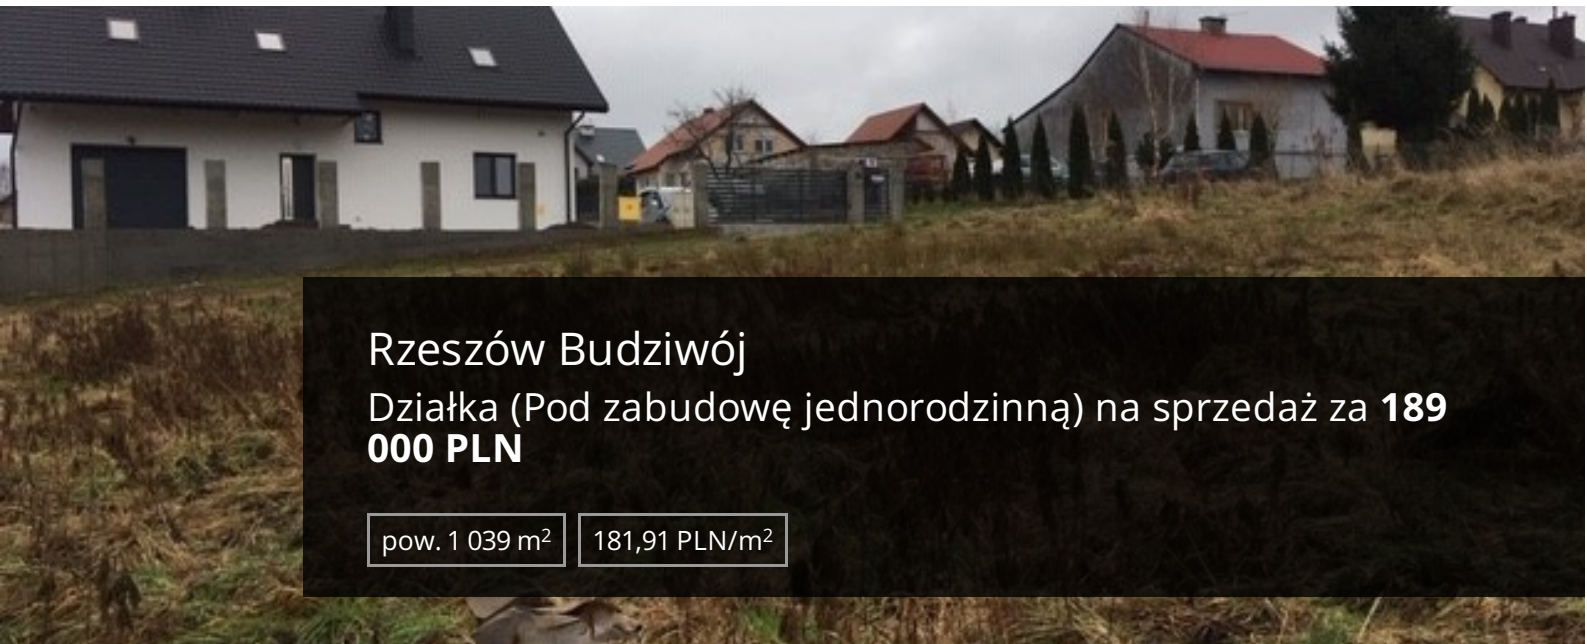 Rzeszów Budziwój
Działka (Pod zabudowę jednorodzinną) na sprzedaż za 189
000 PLN
pow. 1 039 m²
181,91 PLN/m²